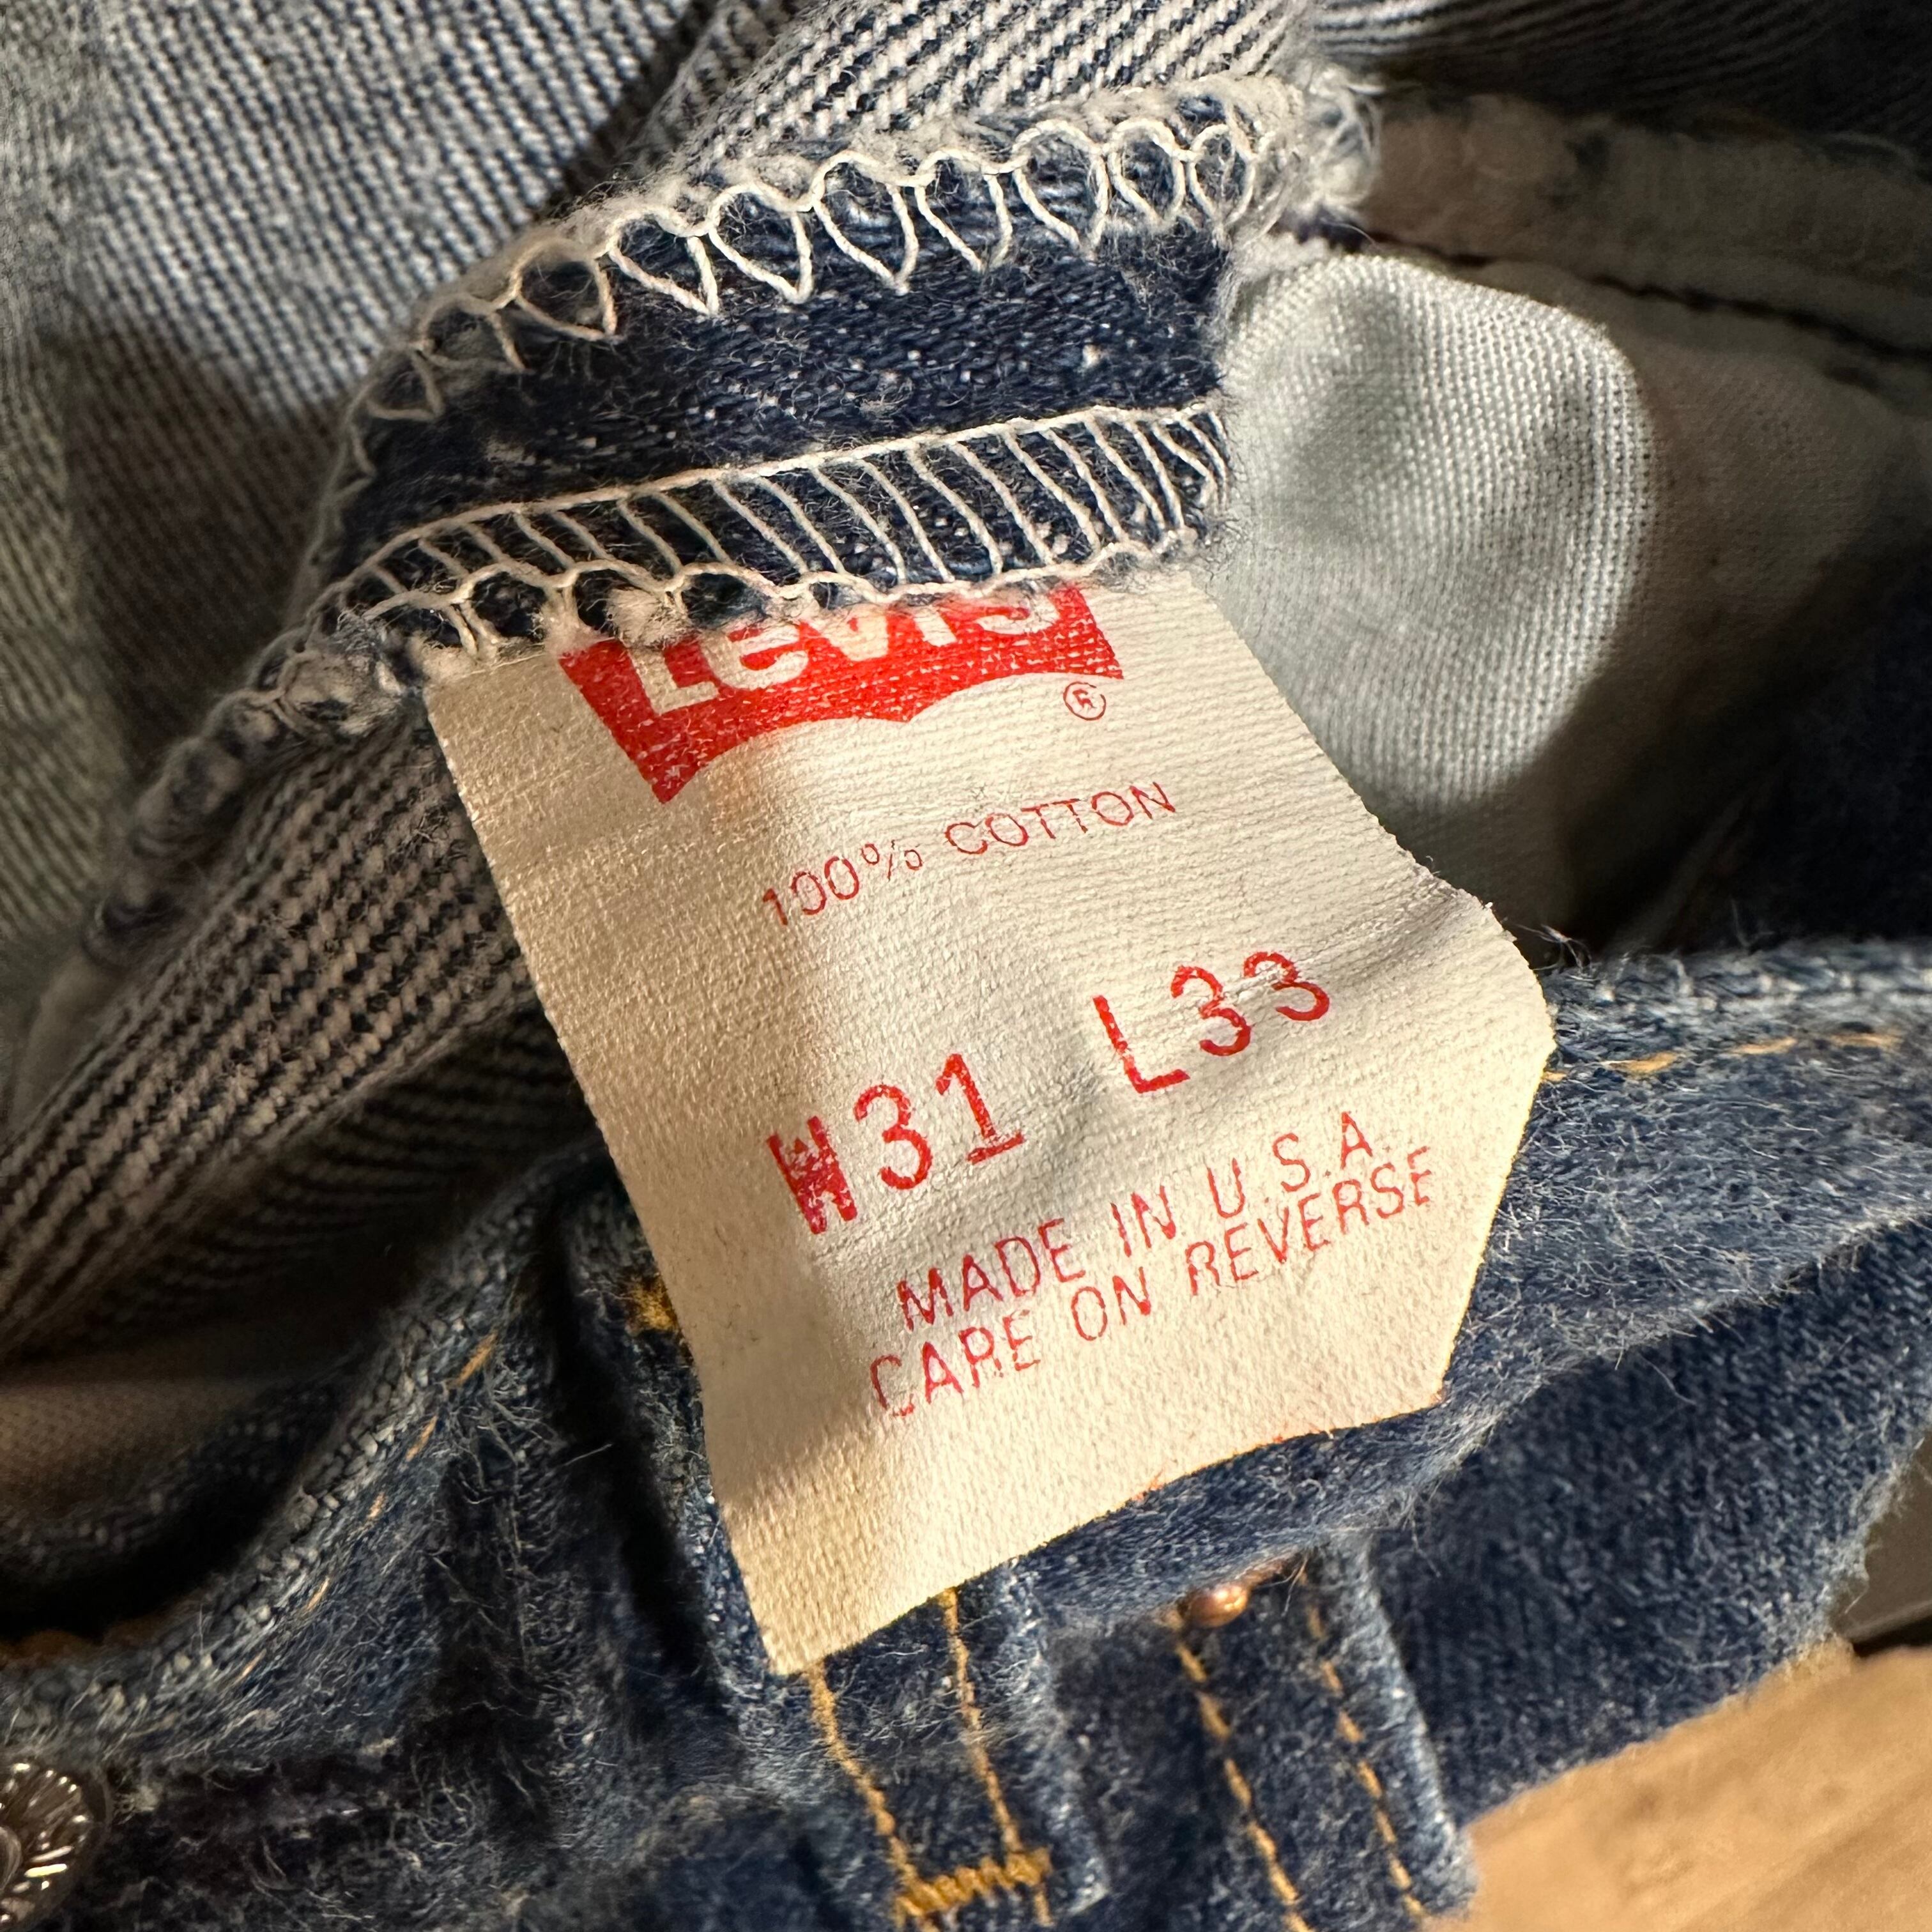 Levi's
®
100% COTTON
W31 L33
MADE IN U.S.A.
CARE ON REVERSE